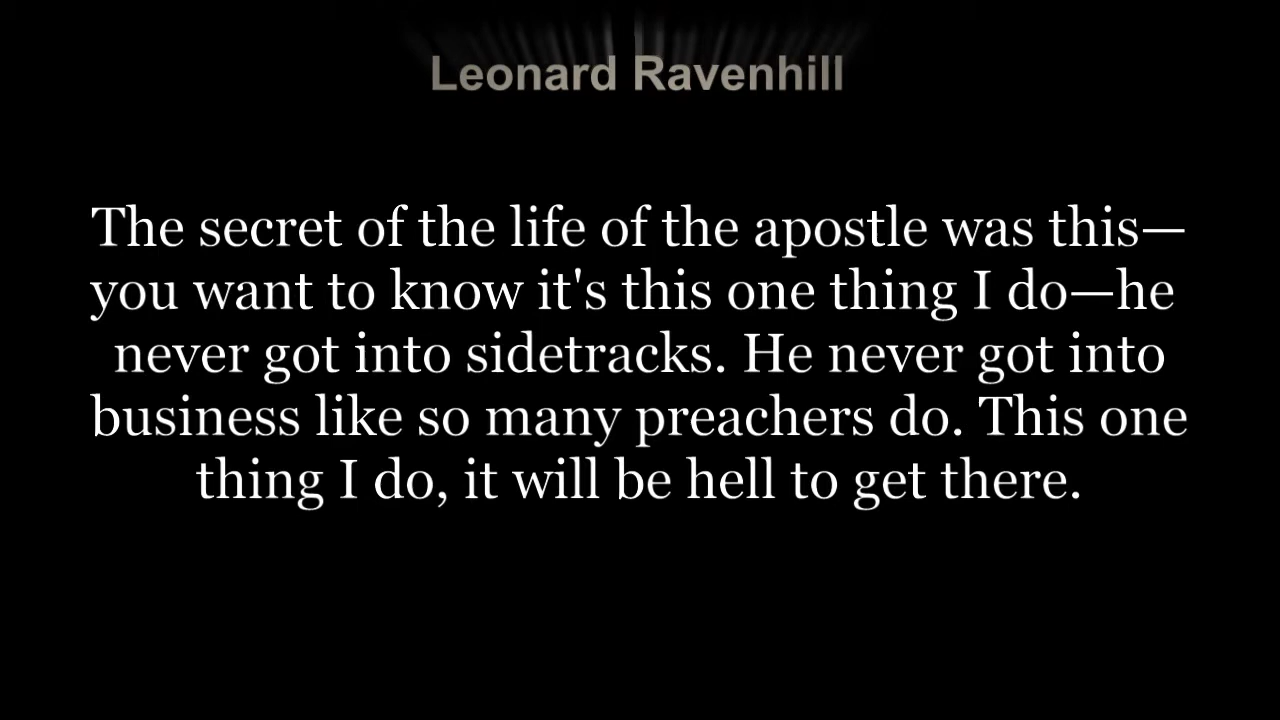 Leonard Ravenhill
The secret of the life of the apostle was this—
you want to know it's this one thing I do—he
never got into sidetracks. He never got into
business like so many preachers do. This one
thing I do, it will be hell to get there.